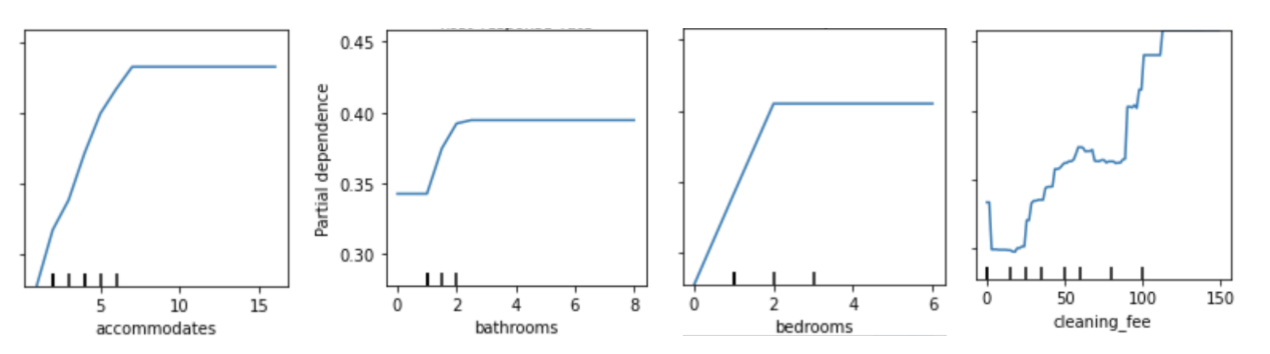 5 10 15
accommodates
Partial dependence
0.45
0.40
0.35
0.30
0 2 4 6 8
bathrooms
0 2 4 6
bedrooms
0 50 100 150
cleaning_fee